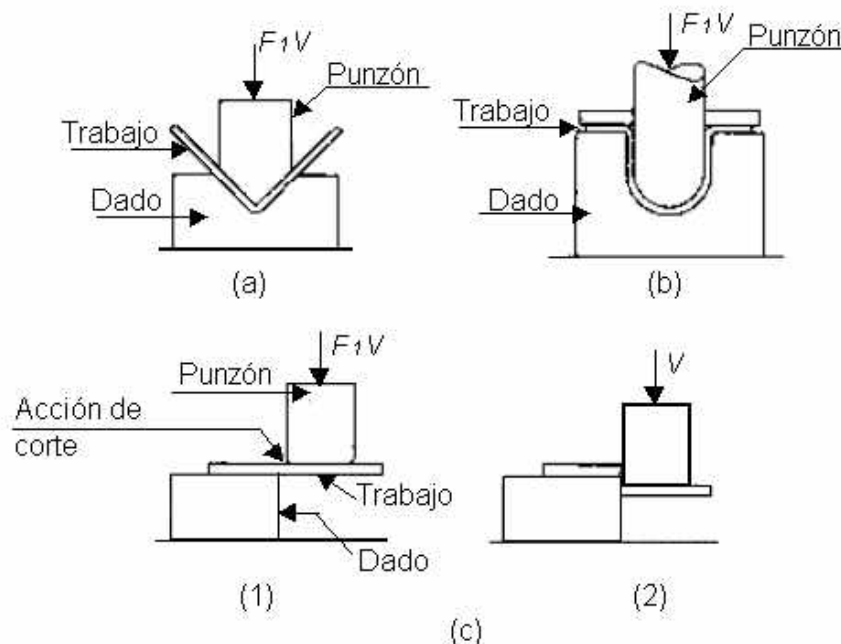 F1V
Punzón
Trabajo
Dado
(a)
F1V
Punzón
Trabajo
Dado
(b)
F1V
Punzón
Acción de
corte
Trabajo
Dado
(1)
V
(2)
(c)